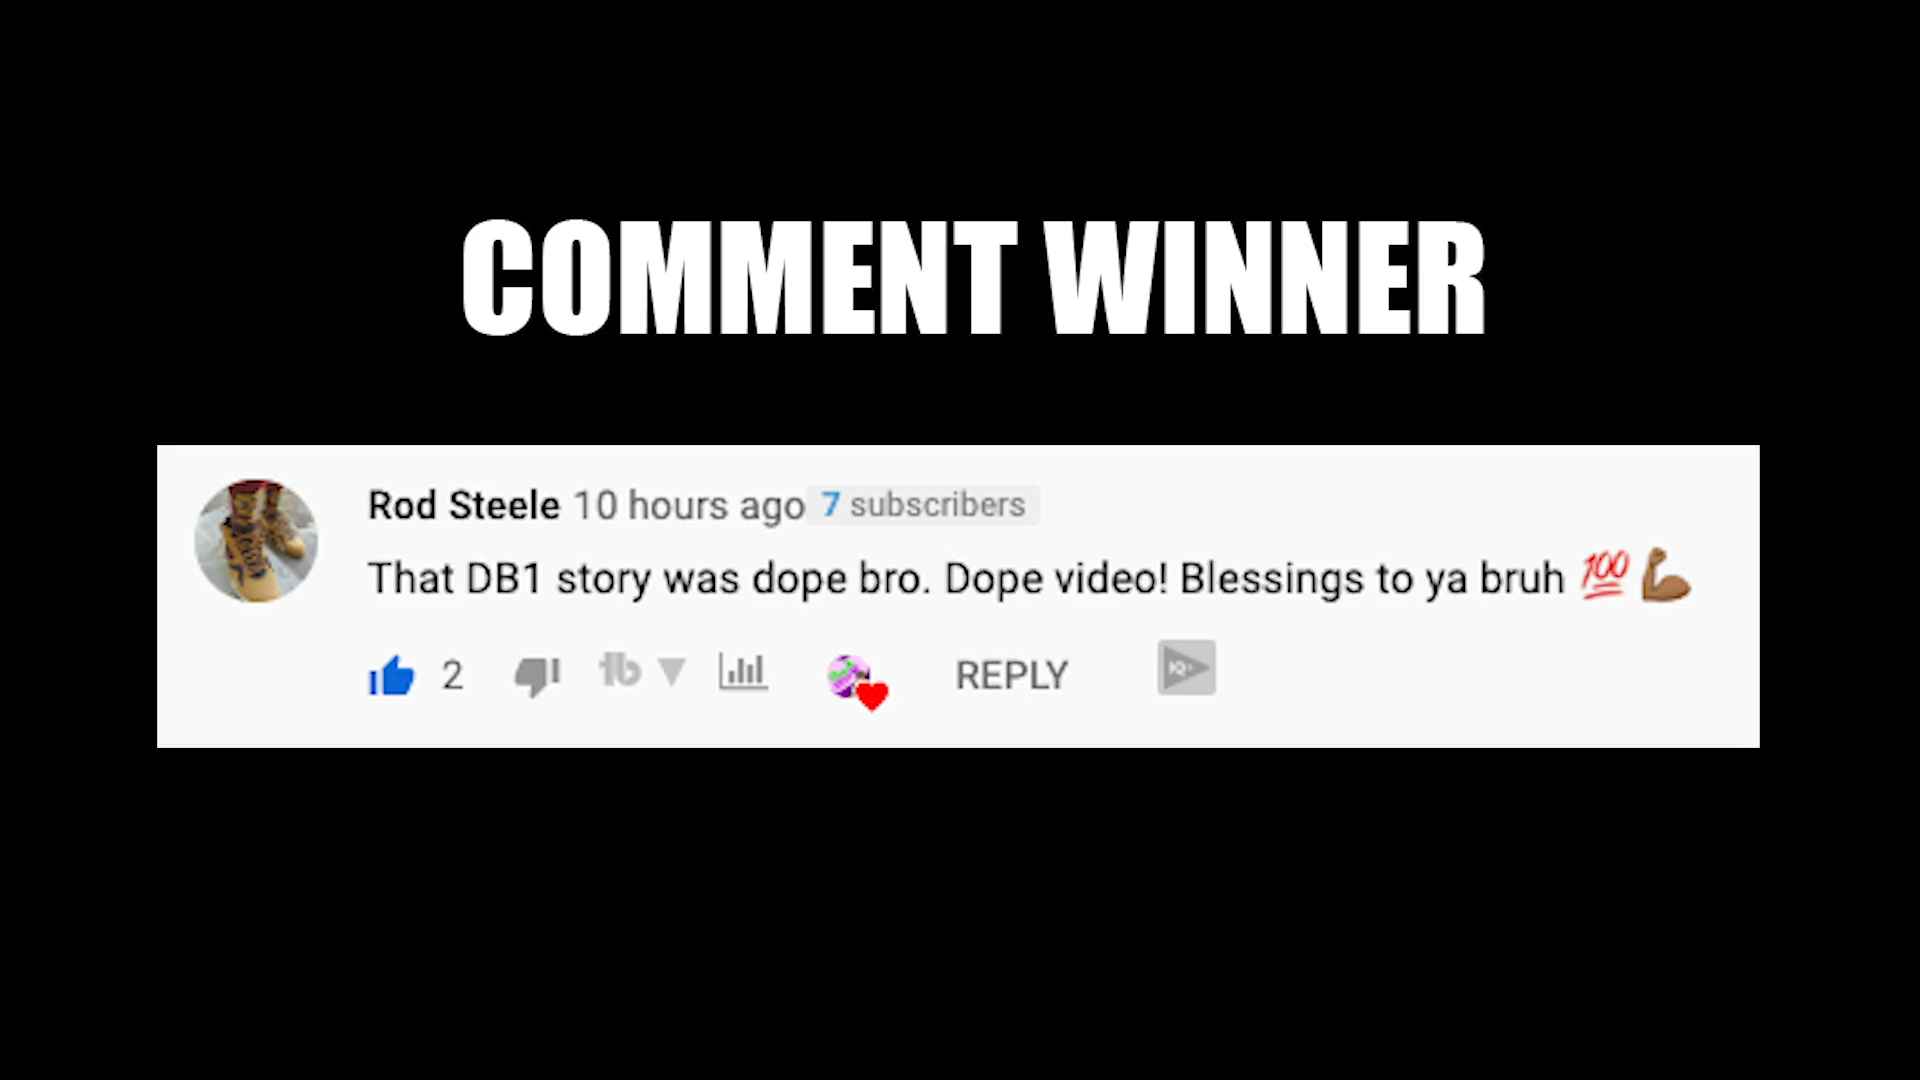 COMMENT WINNER
Rod Steele 10 hours ago 7 subscribers
That DB1 story was dope bro. Dope video! Blessings to ya bruh 💯💪🏾
2 REPLY